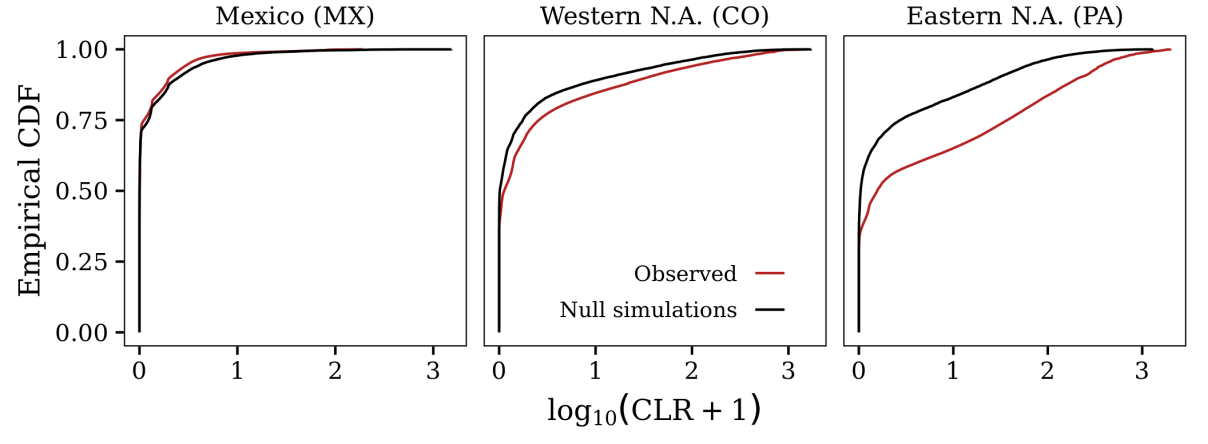 Mexico (MX)
Western N.A. (CO)
Eastern N.A. (PA)
Empirical CDF
1.00
0.75
0.50
0.25
0.00
Observed
Null simulations
0 1 2 3
0 1 2 3
0 1 2 3
log₁₀(CLR + 1)